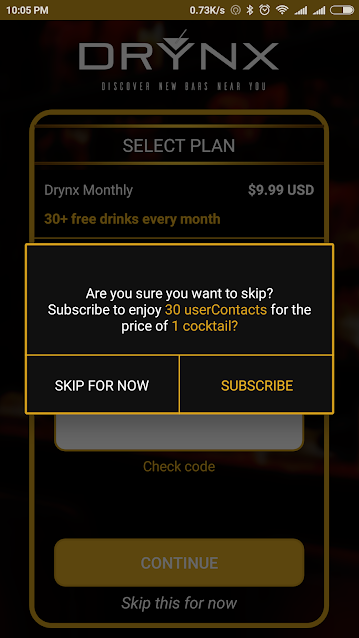 10:05 PM
0.73K/s
DRYNX
DISCOVER NEW BARS NEAR YOU
SELECT PLAN
Drynx Monthly $9.99 USD
30+ free drinks every month
Are you sure you want to skip?
Subscribe to enjoy 30 userContacts for the
price of 1 cocktail?
SKIP FOR NOW SUBSCRIBE
Check code
CONTINUE
Skip this for now